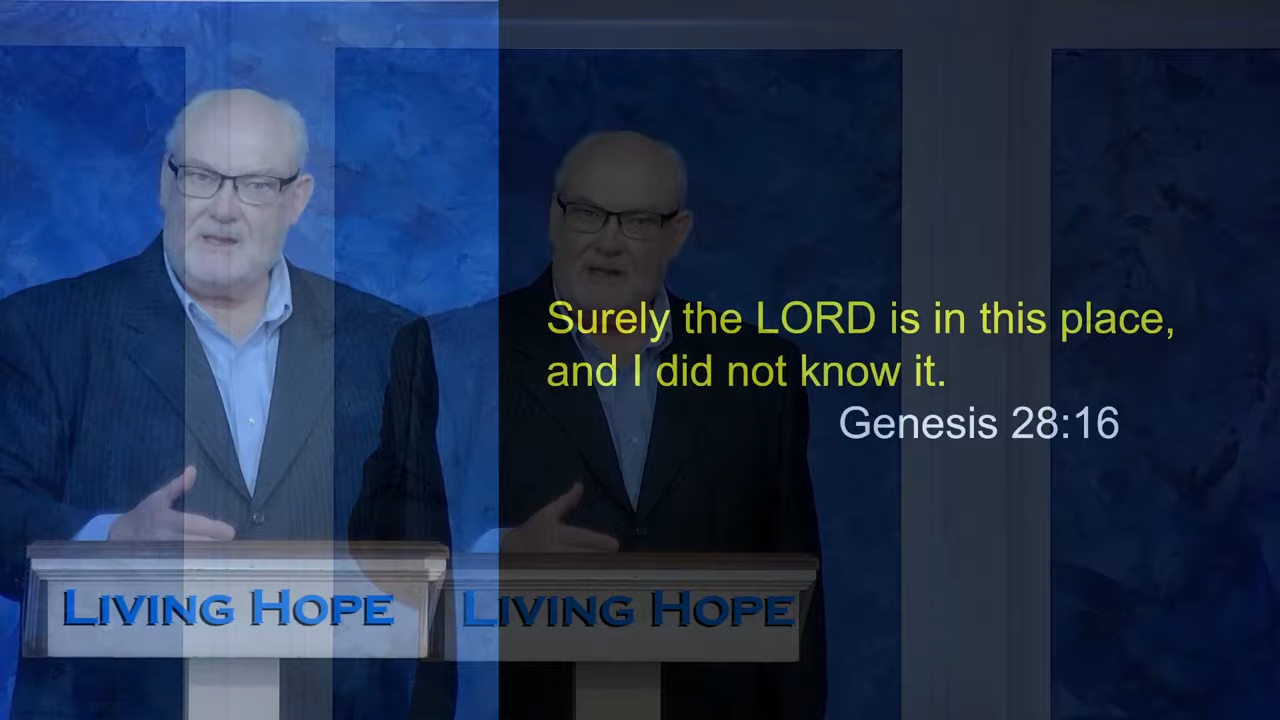 Surely the LORD is in this place,
and I did not know it.
Genesis 28:16
LIVING HOPE
LIVING HOPE